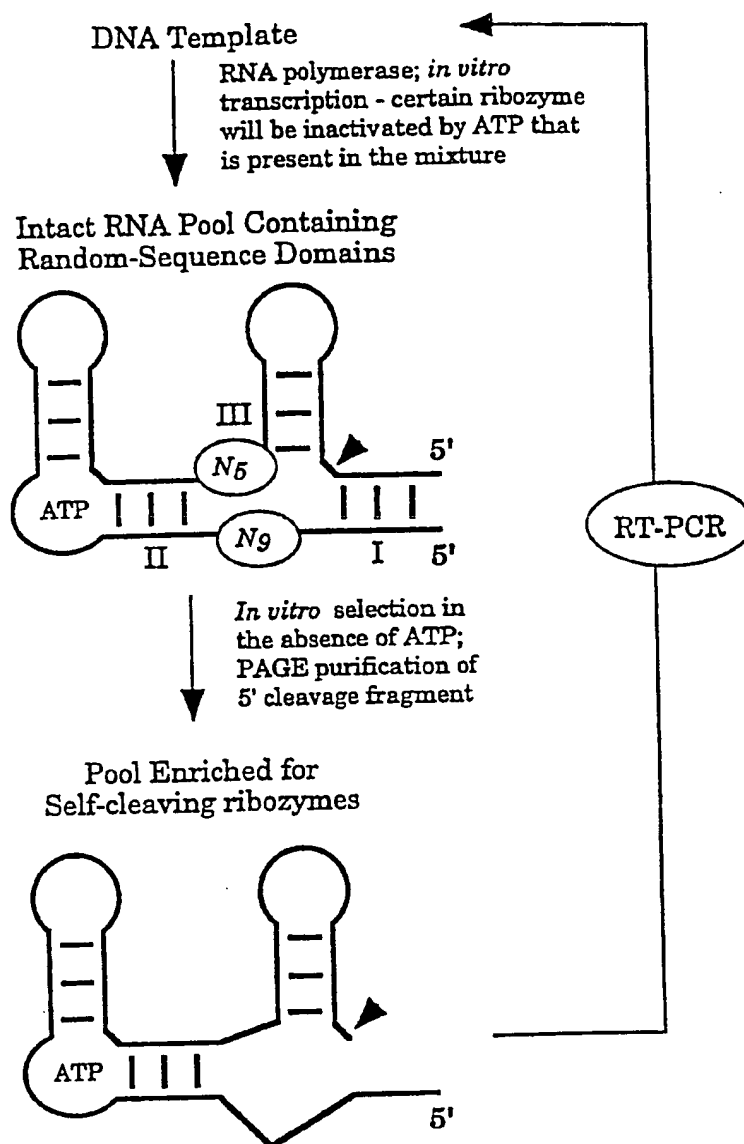 DNA Template
RNA polymerase; in vitro
transcription - certain ribozyme
will be inactivated by ATP that
is present in the mixture
Intact RNA Pool Containing
Random-Sequence Domains
III
5'
N5
ATP
N9
II
I
5'
RT-PCR
In vitro selection in
the absence of ATP;
PAGE purification of
5' cleavage fragment
Pool Enriched for
Self-cleaving ribozymes
ATP
5'